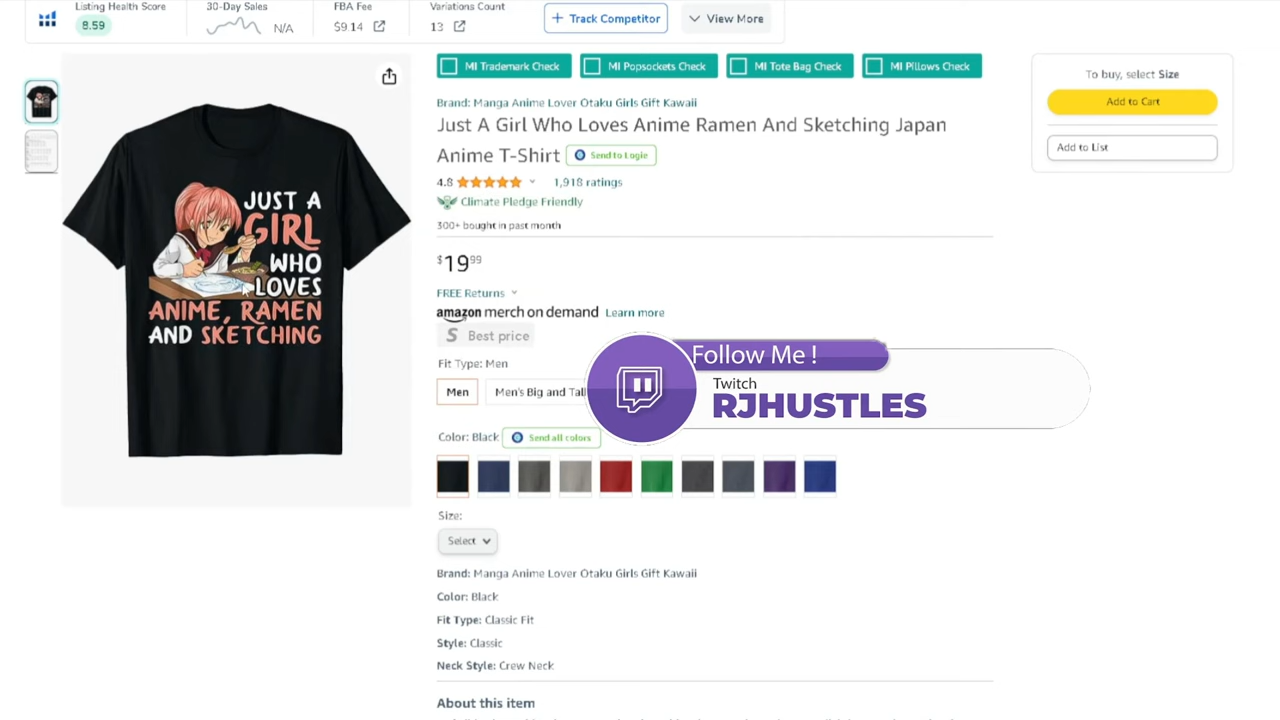 Listing Health Score
8.59
30-Day Sales
N/A
FBA Fee
$9.14
Variations Count
13
+ Track Competitor
View More
MI Trademark Check
MI Popsockets Check
MI Tote Bag Check
MI Pillows Check
Brand: Manga Anime Lover Otaku Girls Gift Kawaii
Just A Girl Who Loves Anime Ramen And Sketching Japan
Anime T-Shirt
Send to Logie
4.8
1,918 ratings
Climate Pledge Friendly
300+ bought in past month
$19.99
FREE Returns
amazon merch on demand Learn more
S Best price
Fit Type: Men
Men
Men's Big and Tall
Color: Black
Send all colors
Size:
Select
Brand: Manga Anime Lover Otaku Girls Gift Kawaii
Color: Black
Fit Type: Classic Fit
Style: Classic
Neck Style: Crew Neck
About this item
To buy, select Size
Add to Cart
Add to List
JUST A
GIRL
WHO
LOVES
ANIME, RAMEN
AND SKETCHING
Follow Me !
Twitch
RJHUSTLES